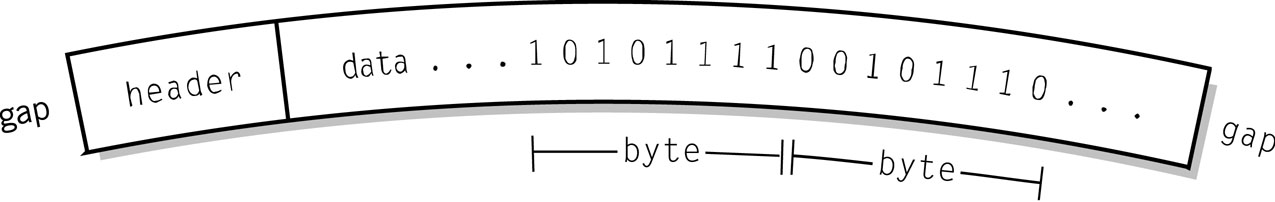 gap header data . . . 1 0 1 0 1 1 1 1 0 0 1 0 1 1 1 0 . . . gap
byte byte